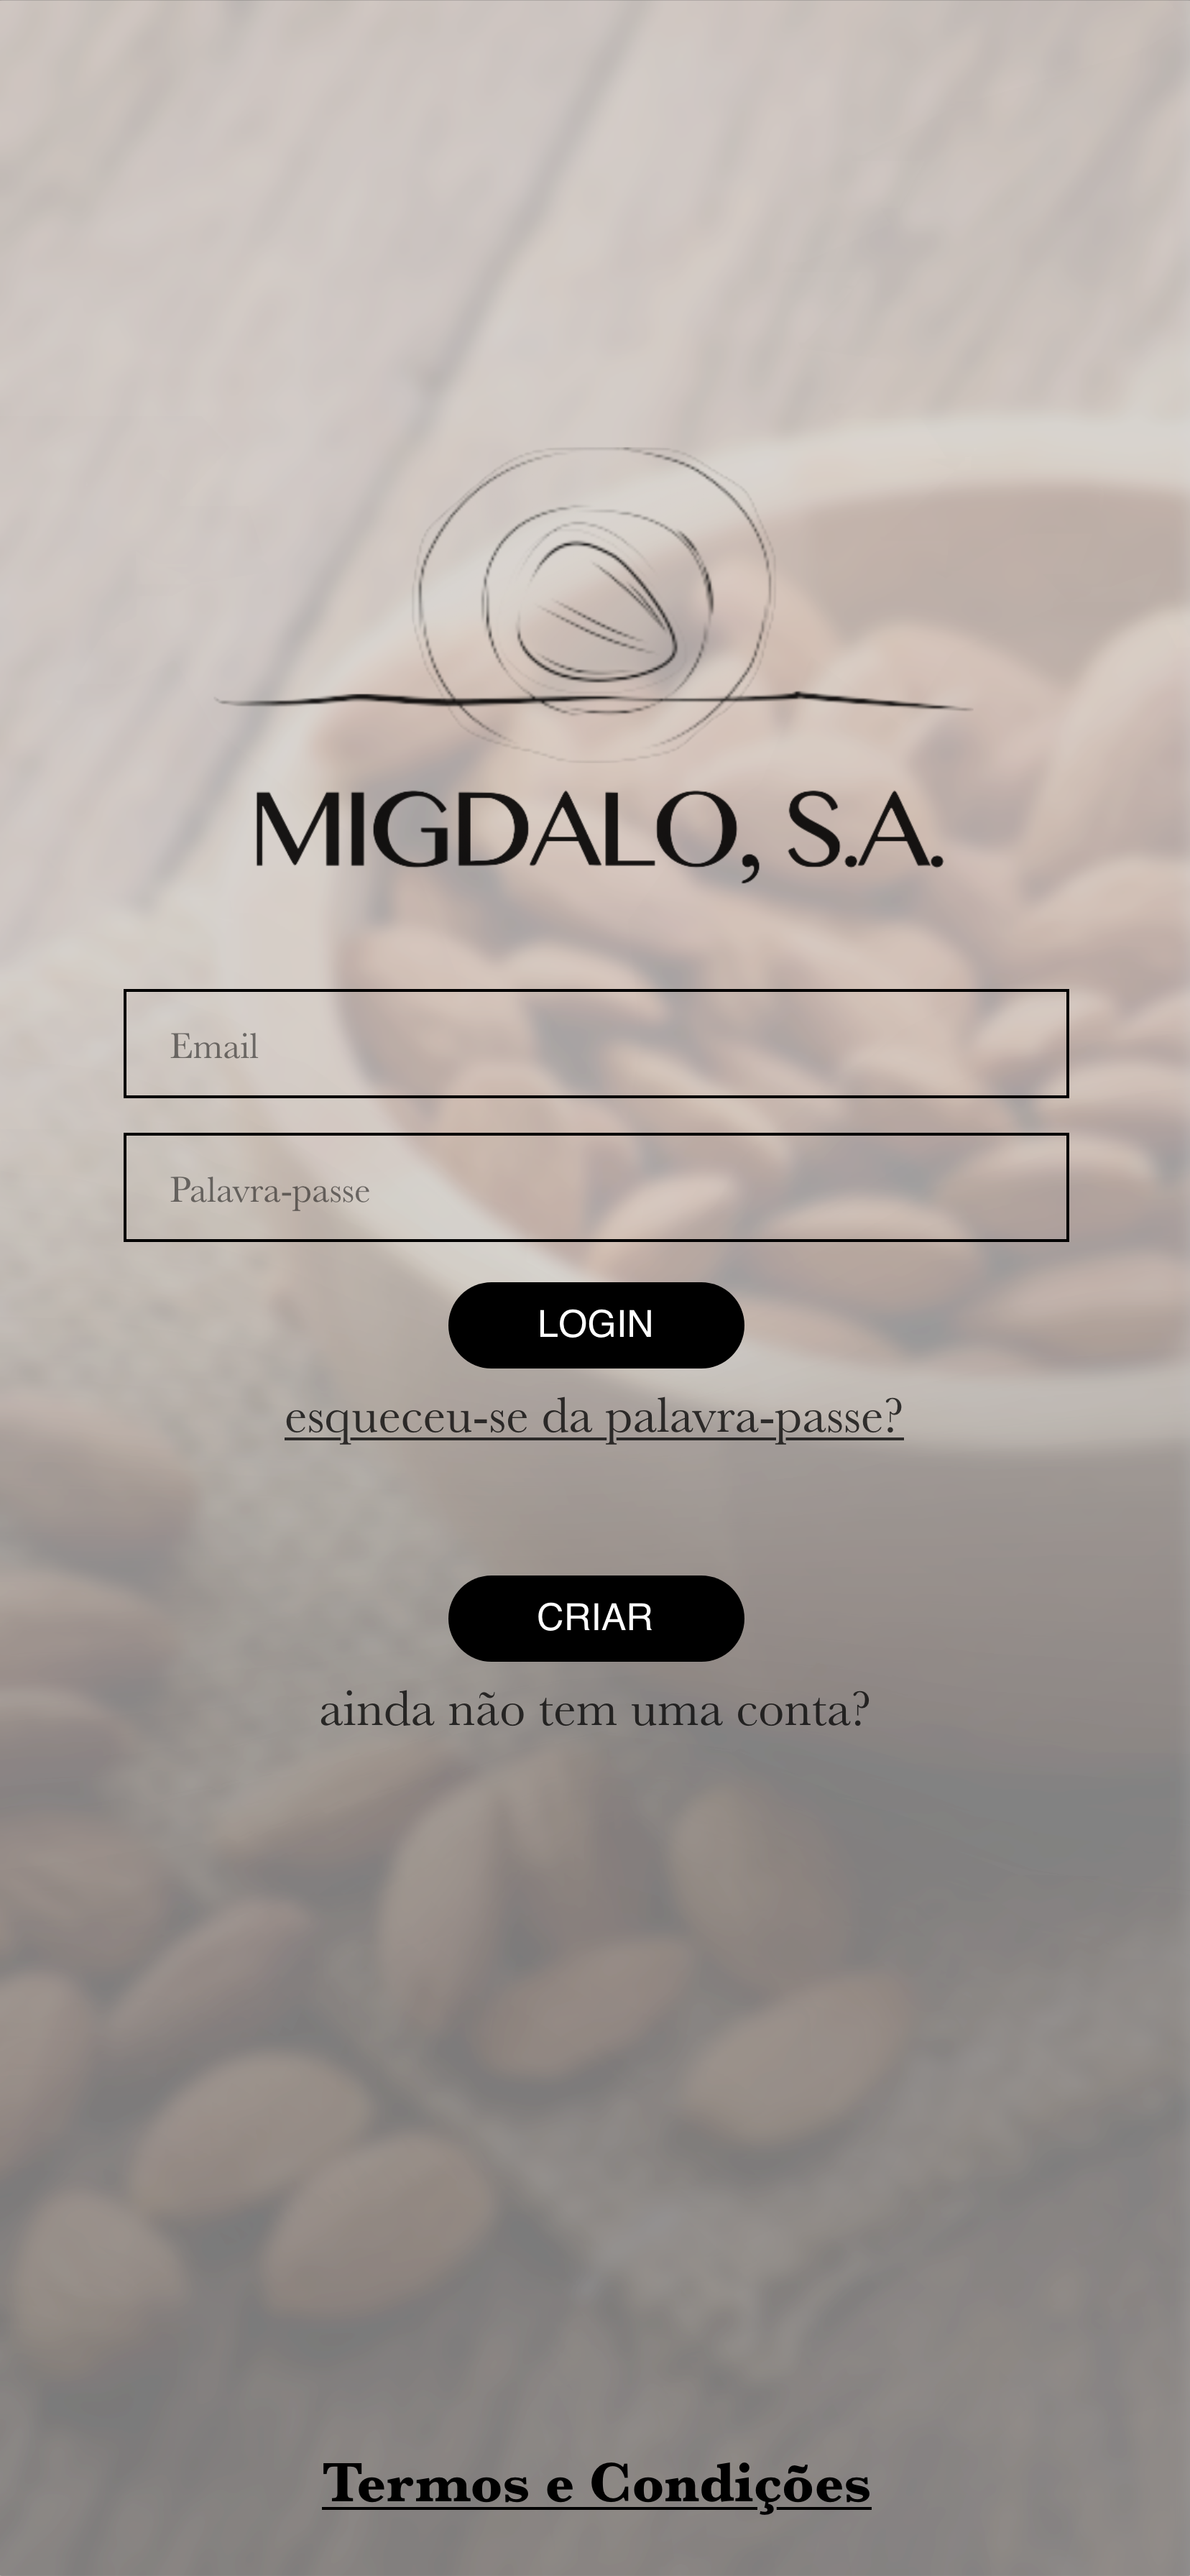 MIGDALO, S.A.
Email
Palavra-passe
LOGIN
esqueceu-se da palavra-passe?
CRIAR
ainda não tem uma conta?
Termos e Condições